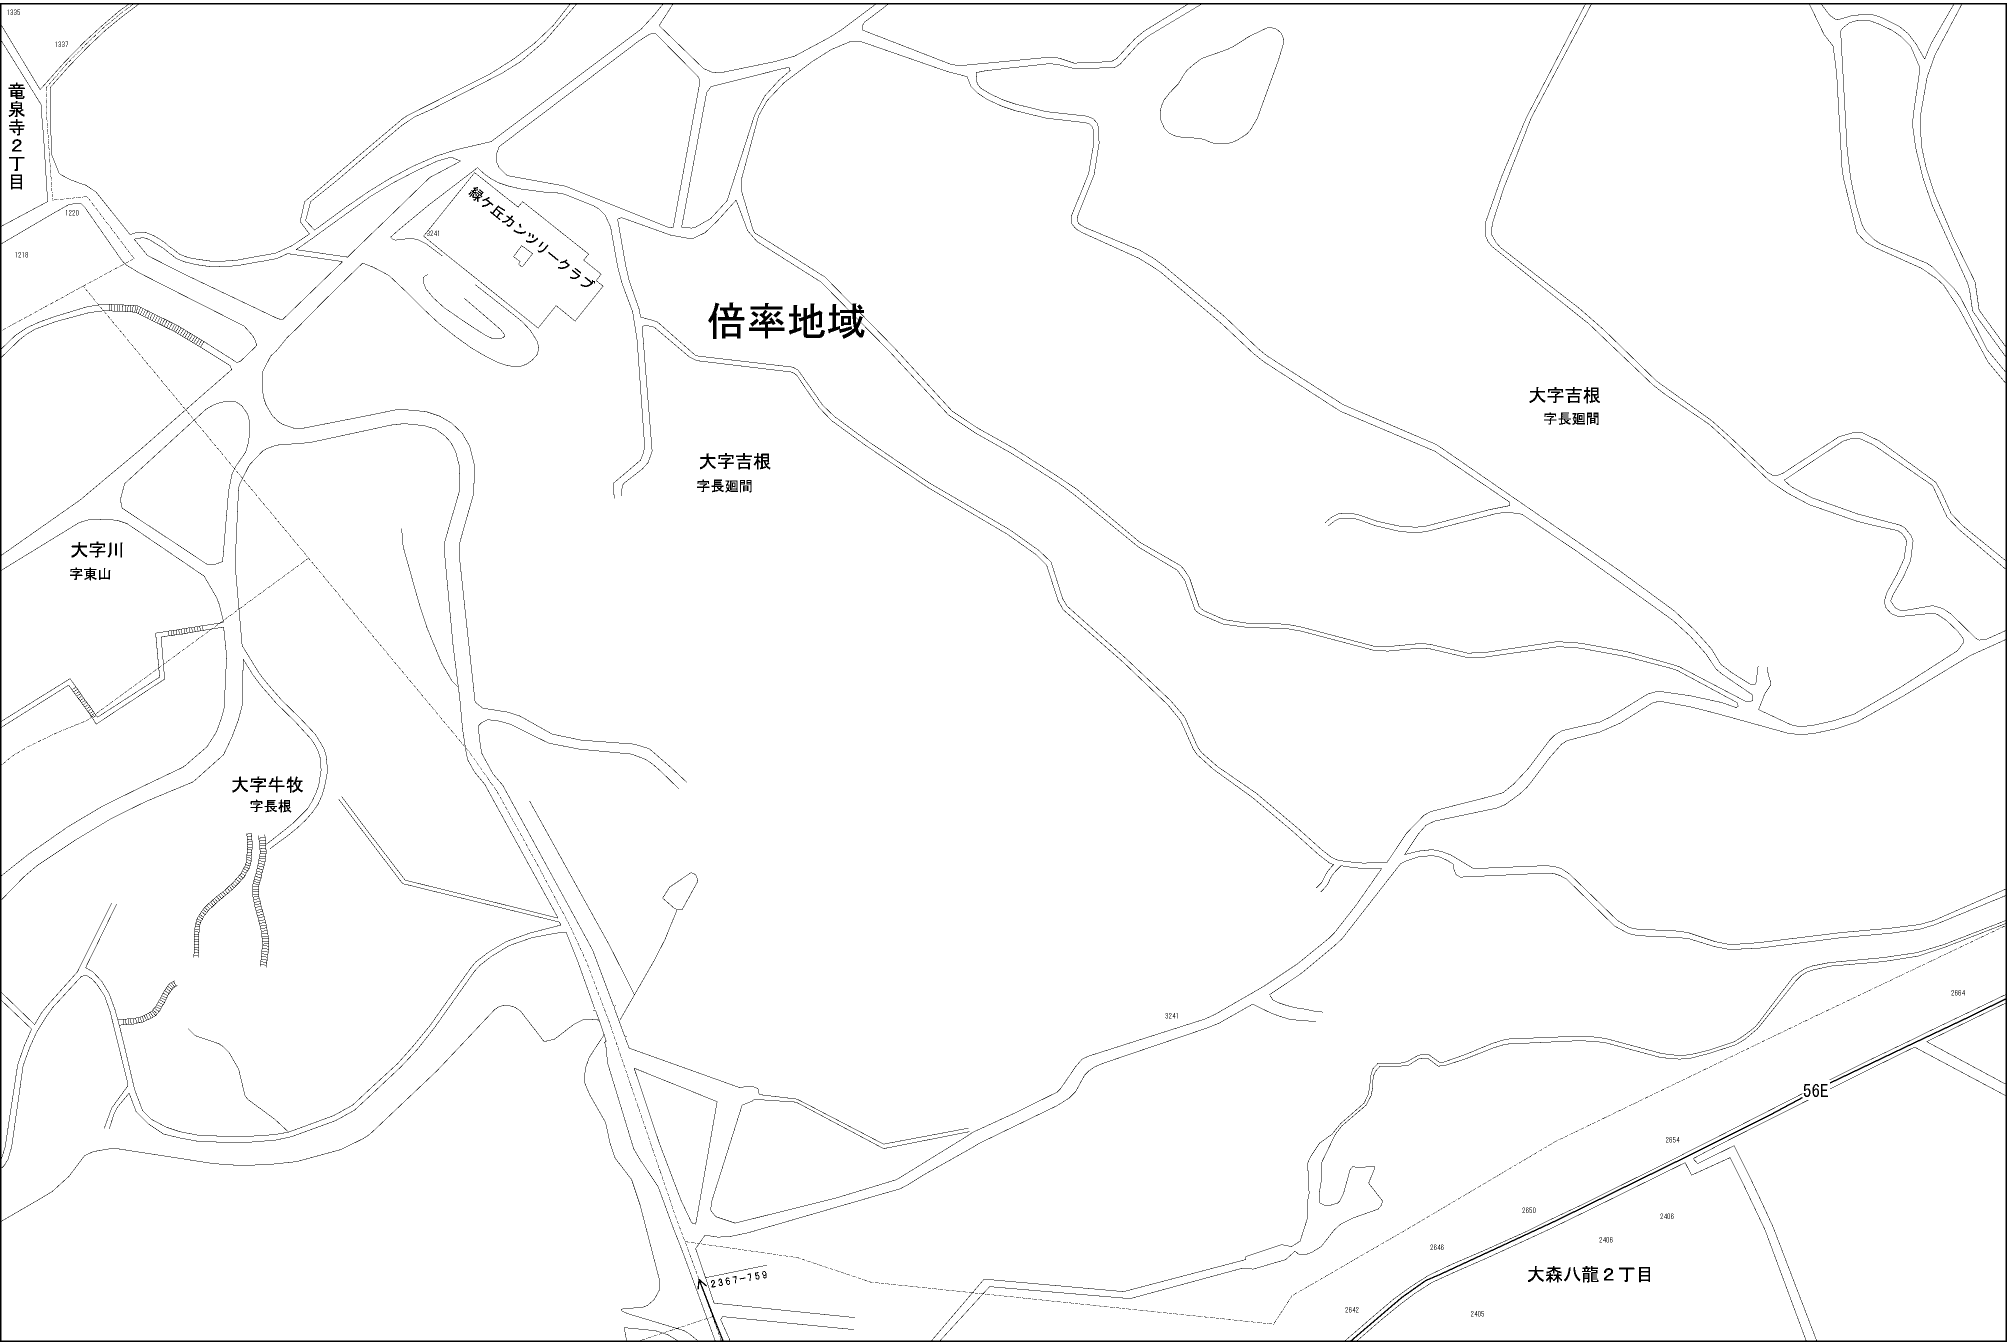 1335
1337
竜泉寺2丁目
1220
1218
緑ケ丘カンツリークラブ
3241
倍率地域
大字吉根
字長廻間
大字吉根
字長廻間
大字川
字東山
大字牛牧
字長根
2664
3241
56E
2654
2650
2406
2406
2646
大森八龍2丁目
2367-759
2642
2405